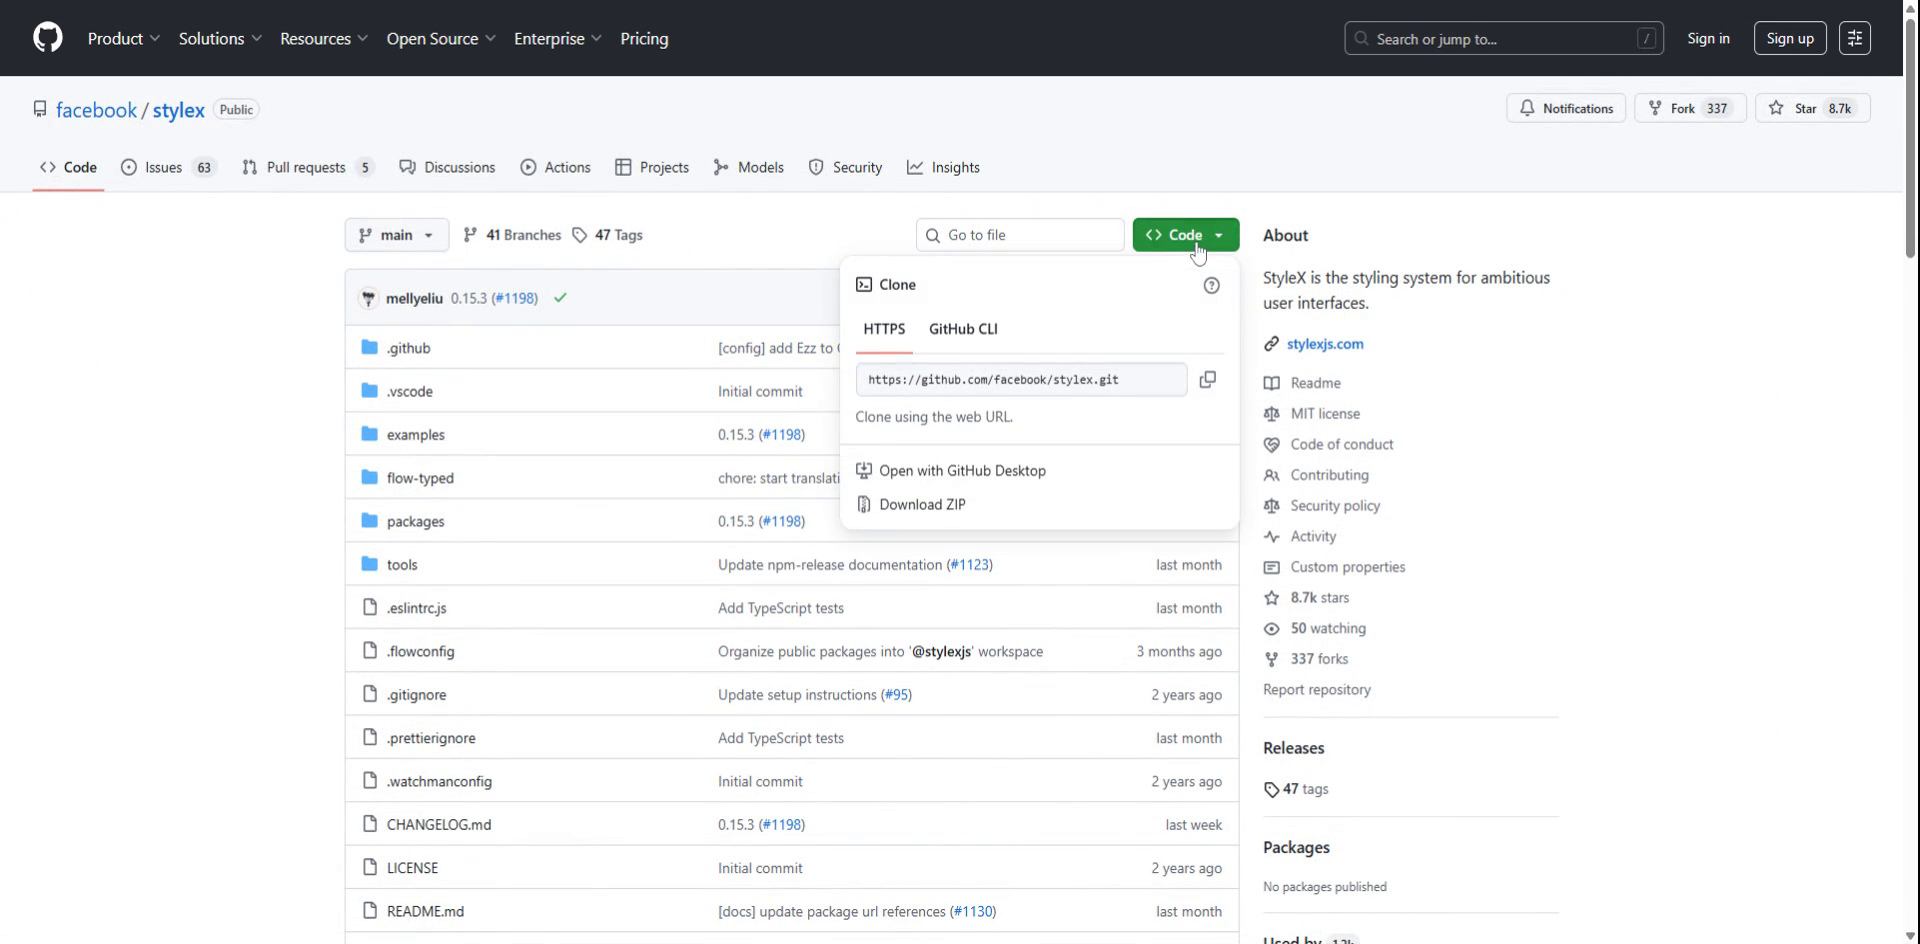 Product Solutions Resources Open Source Enterprise Pricing Search or jump to... / Sign in Sign up
facebook / stylex Public Notifications Fork 337 Star 8.7k
Code Issues 63 Pull requests 5 Discussions Actions Projects Models Security Insights
main 41 Branches 47 Tags Go to file Code
mellyeliu 0.15.3 (#1198)
.github [config] add Ezz to
.vscode Initial commit
examples 0.15.3 (#1198)
flow-typed chore: start translati
packages 0.15.3 (#1198)
tools Update npm-release documentation (#1123) last month
.eslintrc.js Add TypeScript tests last month
.flowconfig Organize public packages into '@stylexjs' workspace 3 months ago
.gitignore Update setup instructions (#95) 2 years ago
.prettierignore Add TypeScript tests last month
.watchmanconfig Initial commit 2 years ago
CHANGELOG.md 0.15.3 (#1198) last week
LICENSE Initial commit 2 years ago
README.md [docs] update package url references (#1130) last month
Clone
HTTPS GitHub CLI
https://github.com/facebook/stylex.git
Clone using the web URL.
Open with GitHub Desktop
Download ZIP
About
StyleX is the styling system for ambitious
user interfaces.
stylexjs.com
Readme
MIT license
Code of conduct
Contributing
Security policy
Activity
Custom properties
8.7k stars
50 watching
337 forks
Report repository
Releases
47 tags
Packages
No packages published
Used by